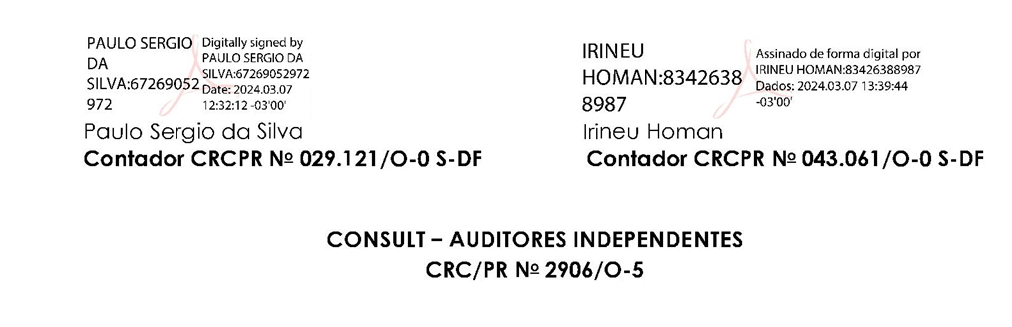 PAULO SERGIO
DA
SILVA:67269052
972
Digitally signed by
PAULO SERGIO DA
SILVA:67269052972
Date: 2024.03.07
12:32:12 -03'00'
Paulo Sergio da Silva
Contador CRCPR Nº 029.121/O-0 S-DF
IRINEU
HOMAN:8342638
8987
Assinado de forma digital por
IRINEU HOMAN:83426388987
Dados: 2024.03.07 13:39:44
-03'00'
Irineu Homan
Contador CRCPR Nº 043.061/O-0 S-DF
CONSULT – AUDITORES INDEPENDENTES
CRC/PR Nº 2906/O-5